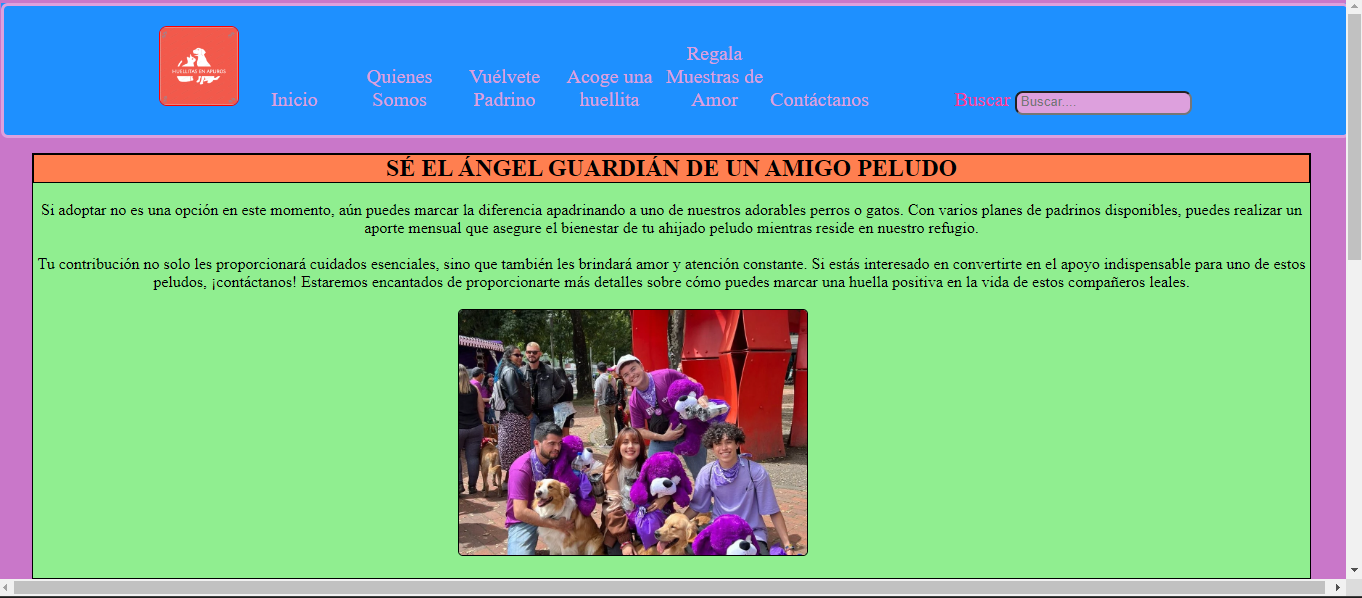 HUELLITAS EN APUROS
Inicio
Quienes
Somos
Vuélvete
Padrino
Acoge una
huellita
Regala
Muestras de
Amor
Contáctanos
Buscar
Buscar....
SÉ EL ÁNGEL GUARDIÁN DE UN AMIGO PELUDO
Si adoptar no es una opción en este momento, aún puedes marcar la diferencia apadrinando a uno de nuestros adorables perros o gatos. Con varios planes de padrinos disponibles, puedes realizar un
aporte mensual que asegure el bienestar de tu ahijado peludo mientras reside en nuestro refugio.
Tu contribución no solo les proporcionará cuidados esenciales, sino que también les brindará amor y atención constante. Si estás interesado en convertirte en el apoyo indispensable para uno de estos
peludos, ¡contáctanos! Estaremos encantados de proporcionarte más detalles sobre cómo puedes marcar una huella positiva en la vida de estos compañeros leales.